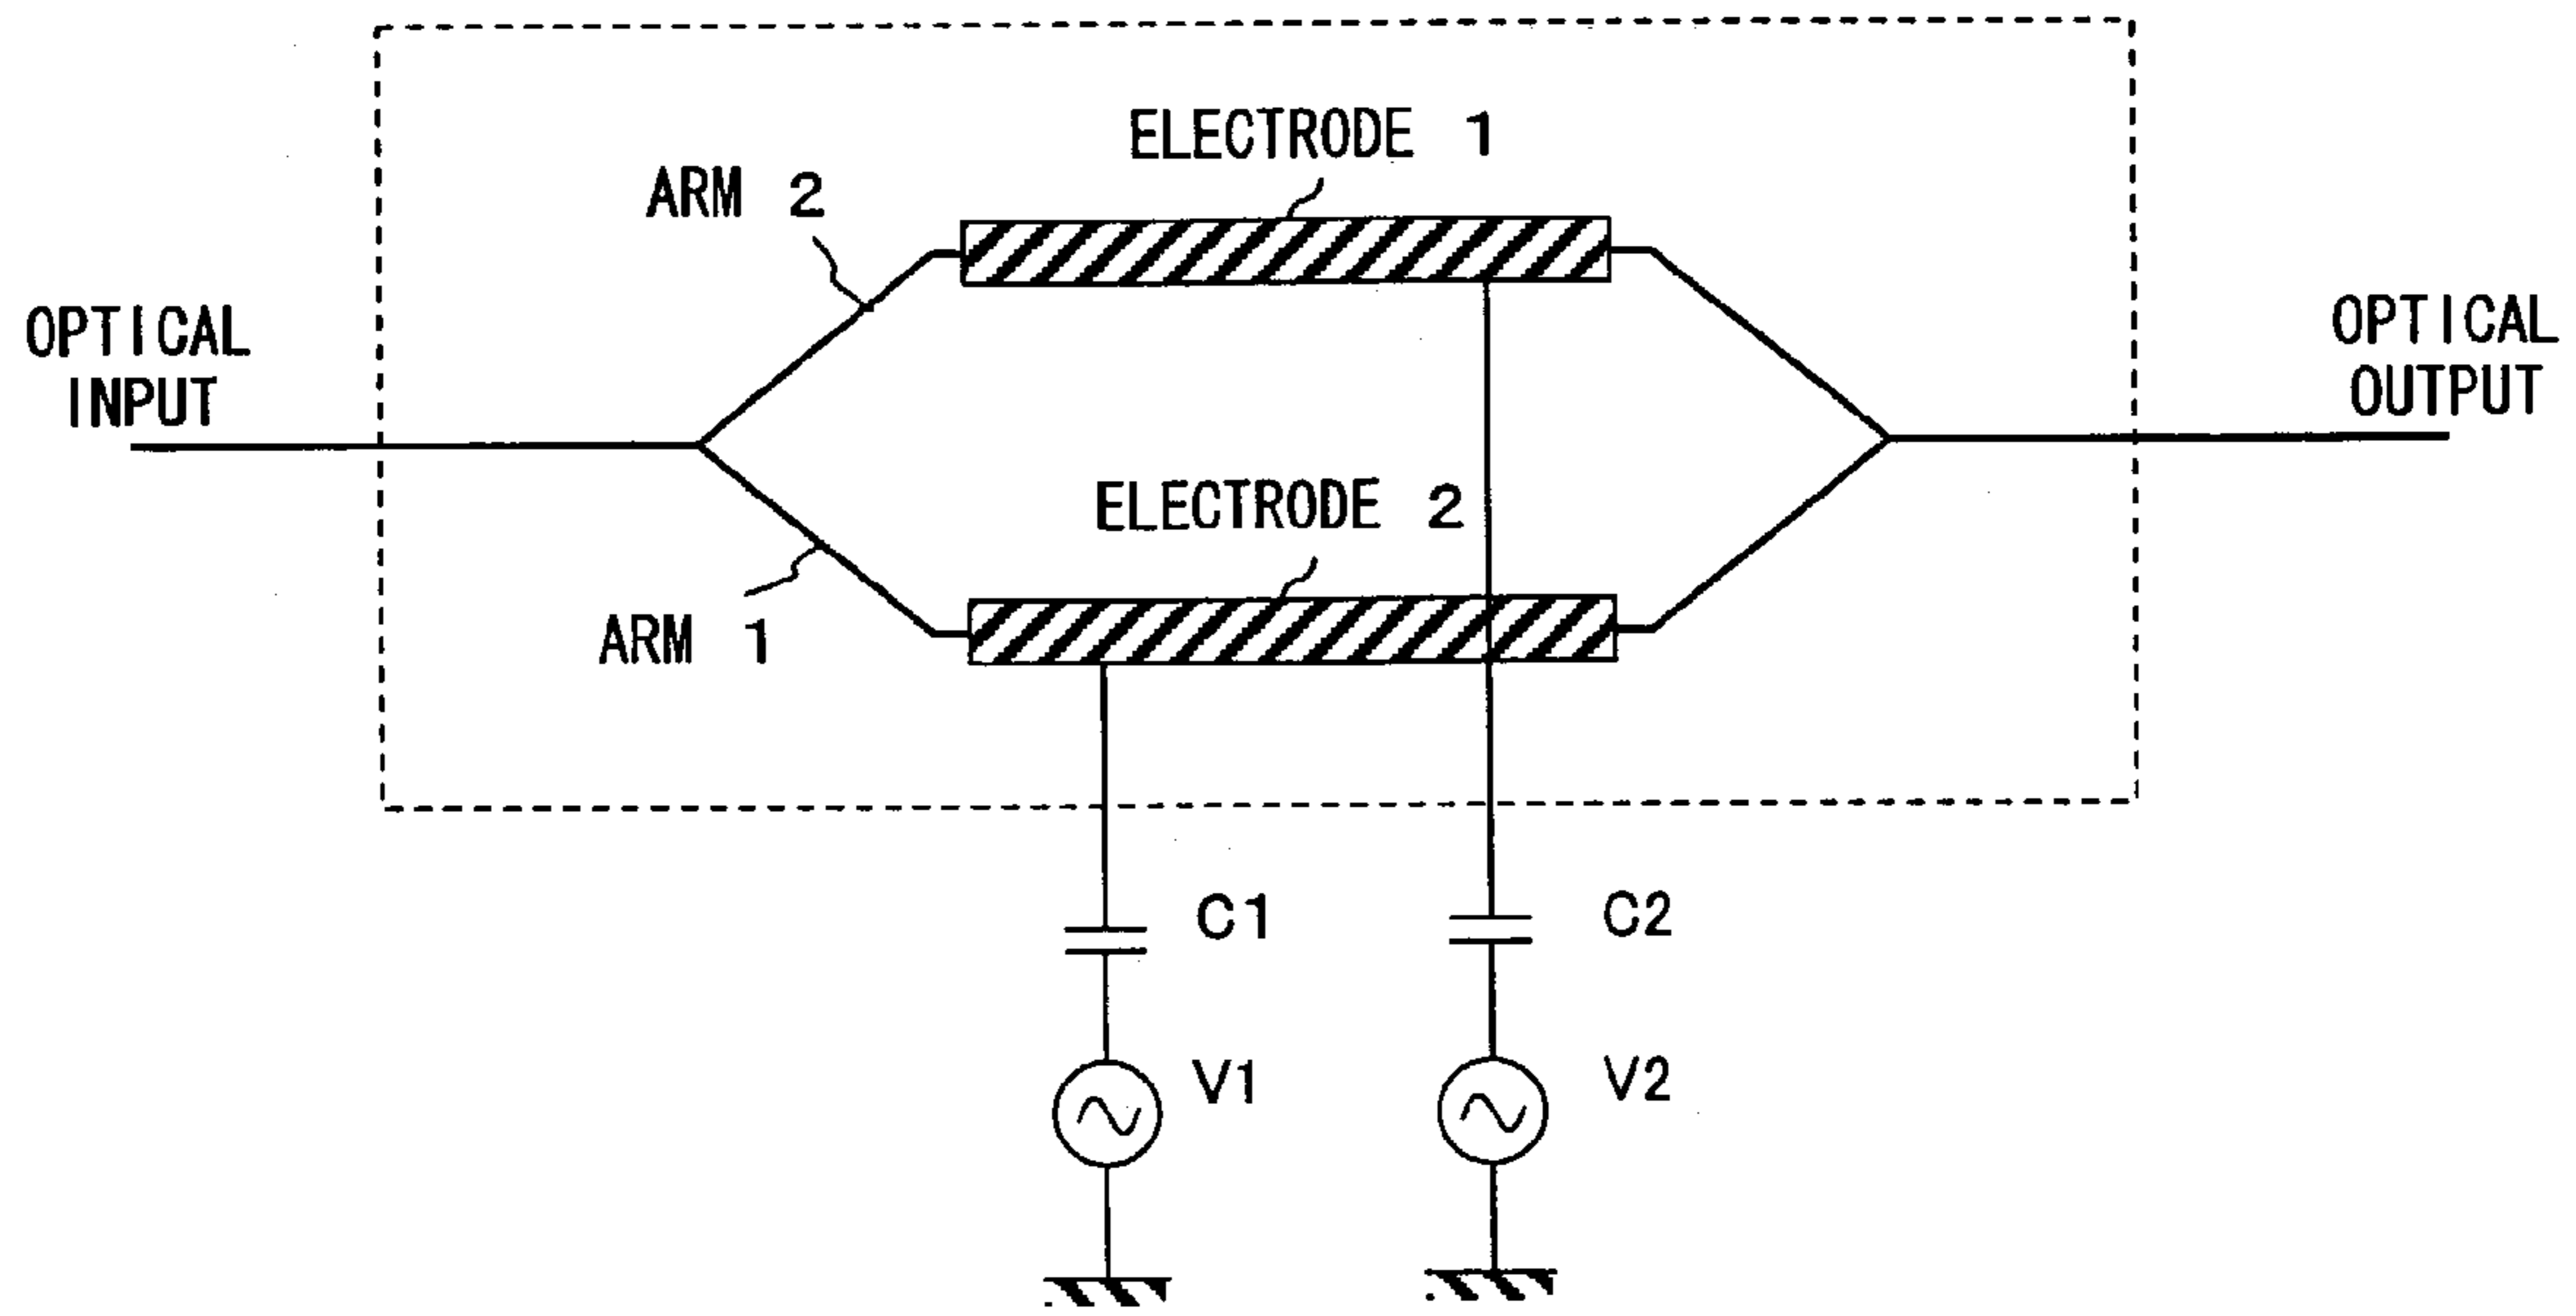 ELECTRODE 1
ARM 2
OPTICAL
INPUT
OPTICAL
OUTPUT
ELECTRODE 2
ARM 1
C1
C2
V1
V2